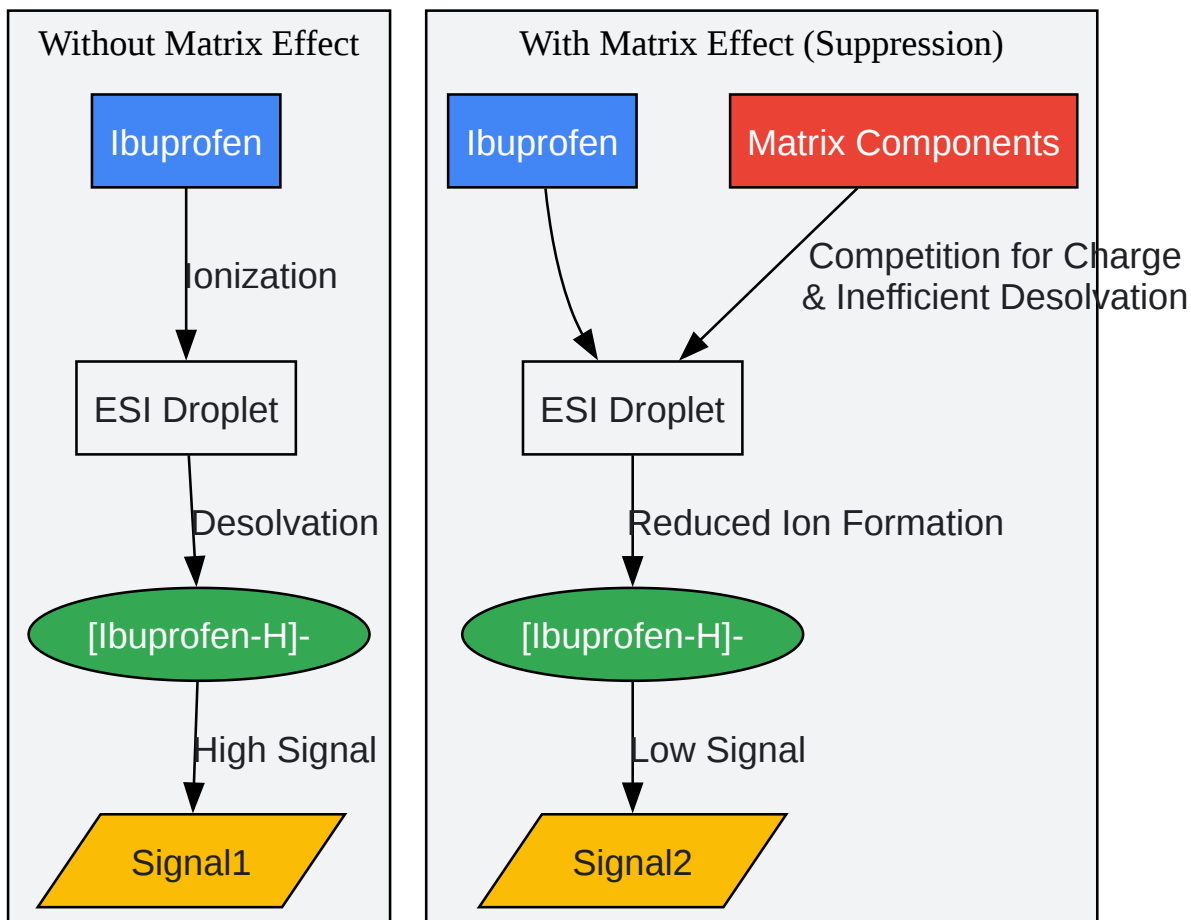 Without Matrix Effect
Ibuprofen
Ionization
ESI Droplet
Desolvation
[Ibuprofen-H]-
High Signal
Signal1
With Matrix Effect (Suppression)
Ibuprofen
Matrix Components
Competition for Charge
& Inefficient Desolvation
ESI Droplet
Reduced Ion Formation
[Ibuprofen-H]-
Low Signal
Signal2